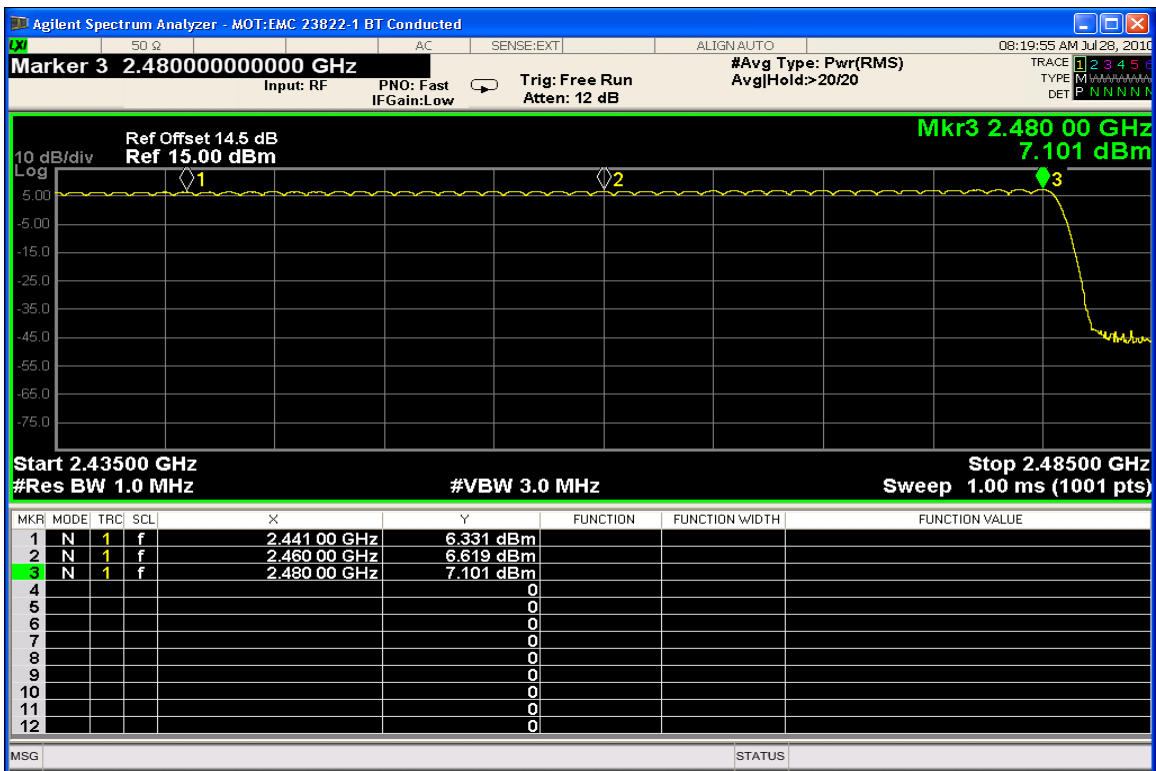 Agilent Spectrum Analyzer - MOT:EMC 23822-1 BT Conducted
LXI 50 Ω AC SENSE:EXT ALIGN AUTO 08:19:55 AM Jul 28, 2010
Marker 3 2.480000000000 GHz
Input: RF
PNO: Fast
IFGain:Low
Trig: Free Run
Atten: 12 dB
#Avg Type: Pwr(RMS)
Avg|Hold:>20/20
TRACE 1 2 3 4 5 6
TYPE M
DET P N N N N N
Mkr3 2.480 00 GHz
7.101 dBm
Ref Offset 14.5 dB
10 dB/div Ref 15.00 dBm
Log
1
2
3
5.00
-5.00
-15.0
-25.0
-35.0
-45.0
-55.0
-65.0
-75.0
Start 2.43500 GHz Stop 2.48500 GHz
#Res BW 1.0 MHz #VBW 3.0 MHz Sweep 1.00 ms (1001 pts)
MKR MODE TRC SCL X Y FUNCTION FUNCTION WIDTH FUNCTION VALUE
1 N 1 f 2.441 00 GHz 6.331 dBm
2 N 1 f 2.460 00 GHz 6.619 dBm
3 N 1 f 2.480 00 GHz 7.101 dBm
4 0
5 0
6 0
7 0
8 0
9 0
10 0
11 0
12 0
MSG STATUS